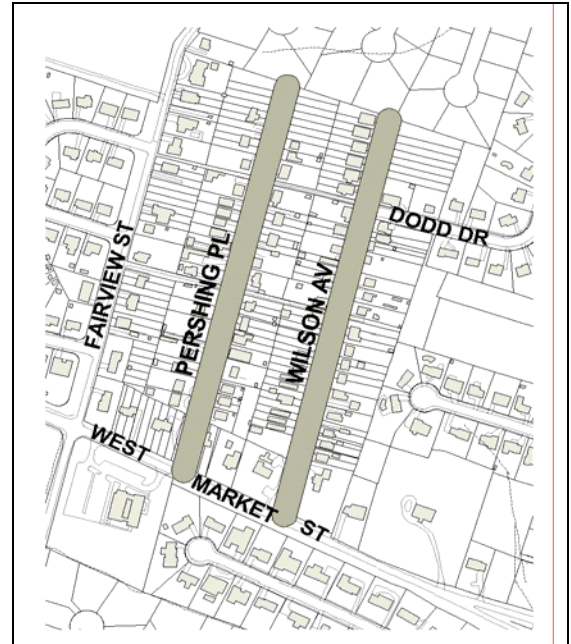 DODD DR
FAIRVIEW ST
PERSHING PL
WILSON AV
WEST MARKET ST